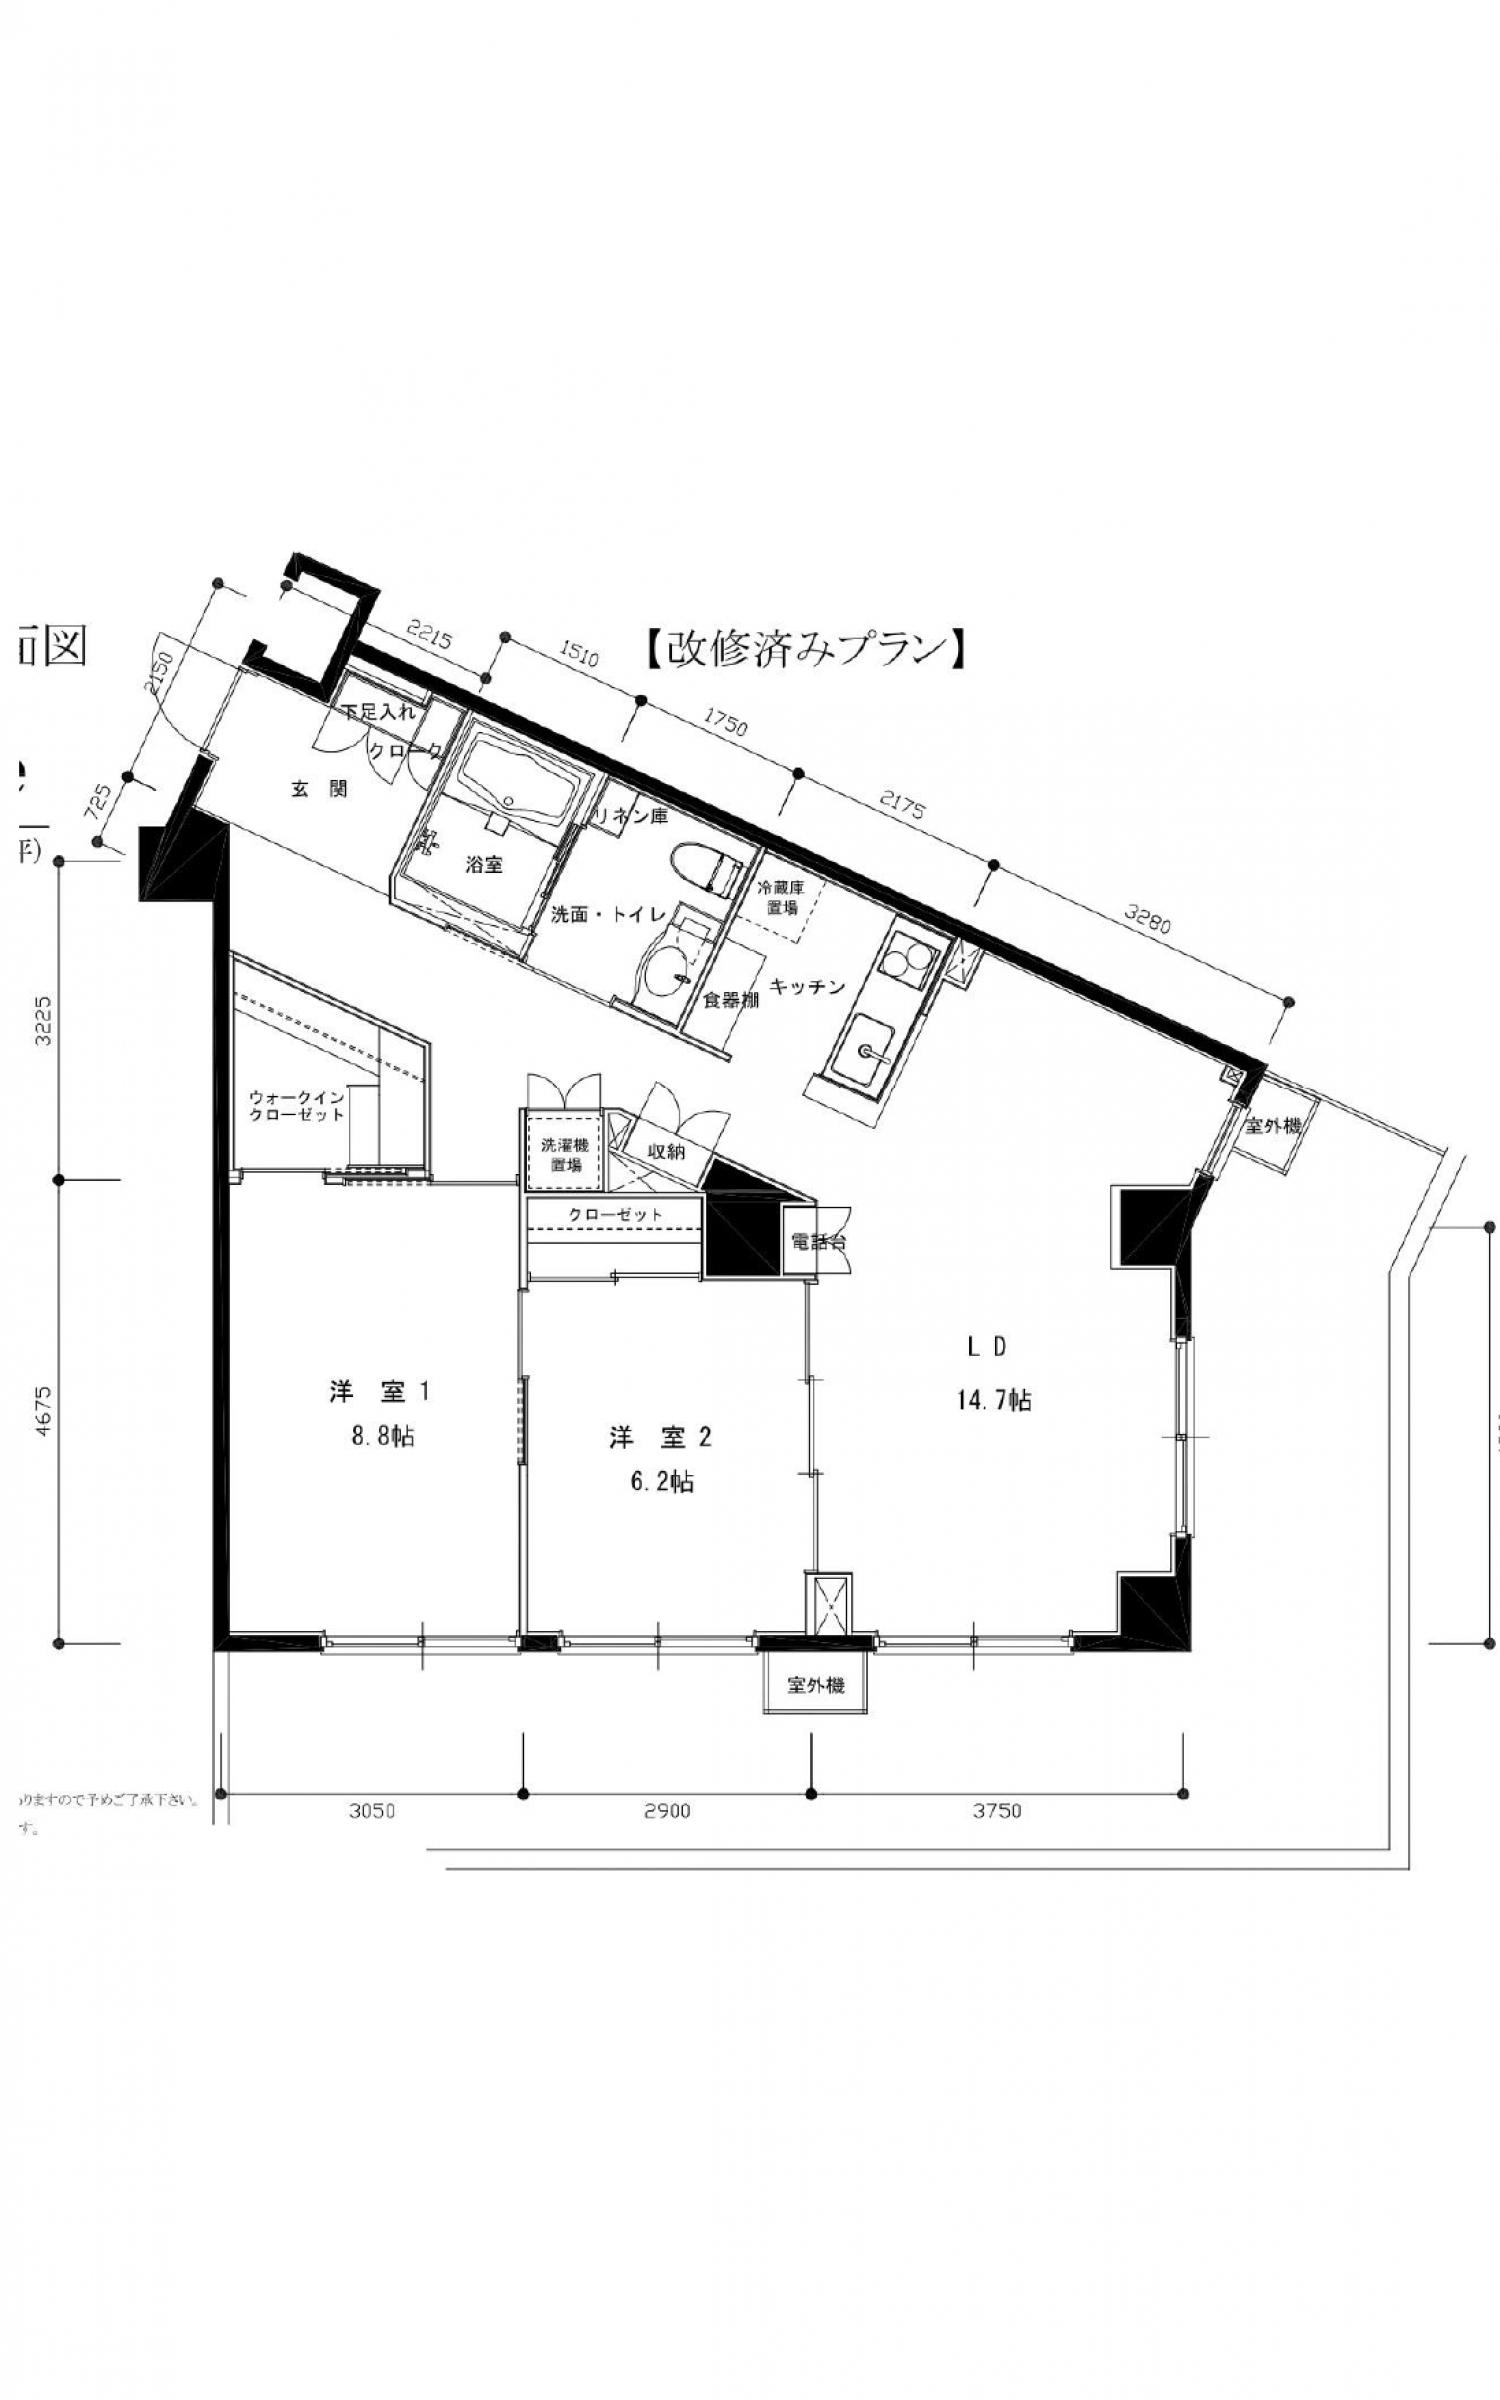 面図
【改修済みプラン】
2215
1510
1750
2175
3280
2150
725
下足入れ
クローク
玄 関
リネン庫
浴室
洗面・トイレ
冷蔵庫
置場
食器棚
キッチン
3225
ウォークイン
クローゼット
洗濯機
置場
収納
室外機
クローゼット
電話台
4675
洋 室 1
8.8帖
洋 室 2
6.2帖
L D
14.7帖
室外機
りますので予めご了承下さい。
す。
3050
2900
3750